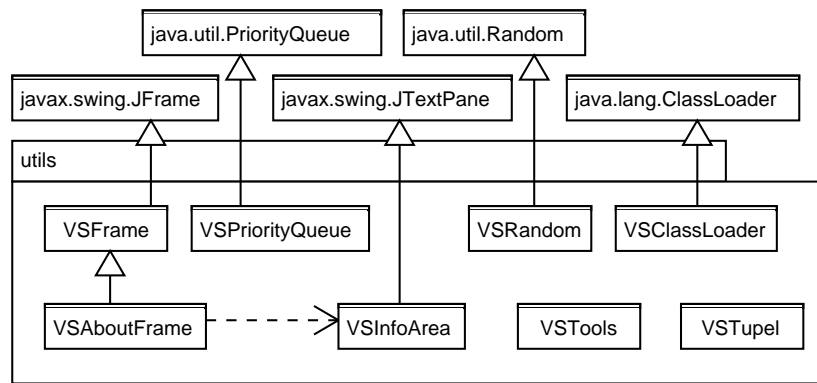 java.util.PriorityQueue
java.util.Random
javax.swing.JFrame
javax.swing.JTextPane
java.lang.ClassLoader
utils
VSFrame
VSPriorityQueue
VSRandom
VSClassLoader
VSAboutFrame
VSInfoArea
VSTools
VSTupel